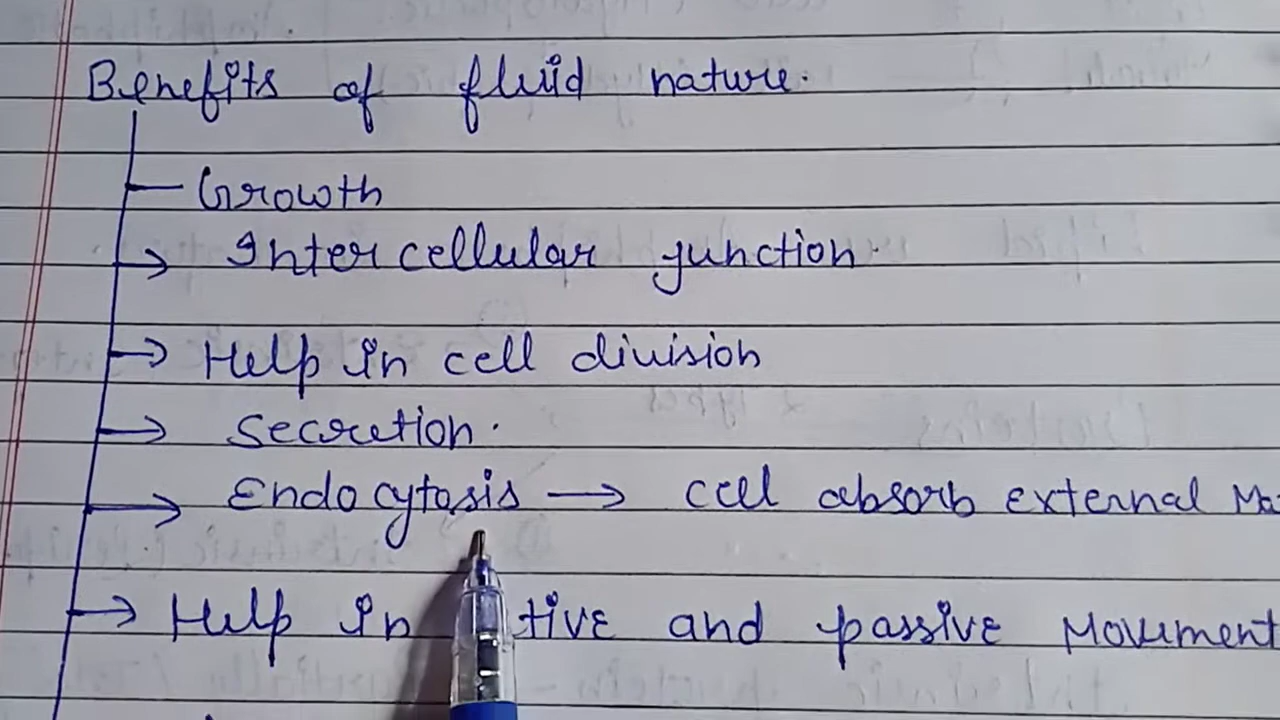 Benefits of fluid nature.
Growth
Intercellular junction.
Help in cell division
Secretion.
Endocytosis → cell absorb external
Help in and passive Movement